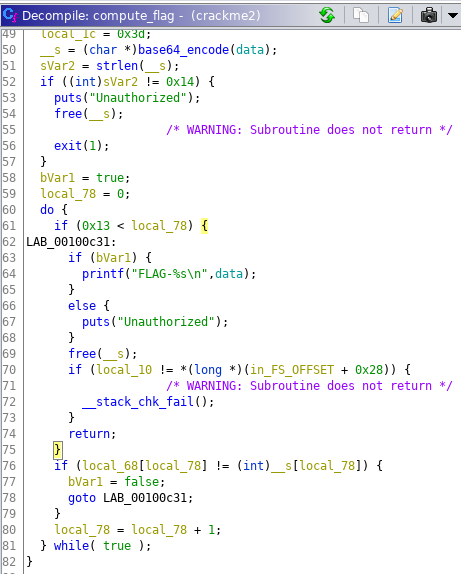 Decompile: compute_flag - (crackme2)
49 local_1c = 0x3d;
50 __s = (char *)base64_encode(data);
51 sVar2 = strlen(__s);
52 if ((int)sVar2 != 0x14) {
53 puts("Unauthorized");
54 free(__s);
55 /* WARNING: Subroutine does not return */
56 exit(1);
57 }
58 bVar1 = true;
59 local_78 = 0;
60 do {
61 if (0x13 < local_78) {
62 LAB_00100c31:
63 if (bVar1) {
64 printf("FLAG-%s\n",data);
65 }
66 else {
67 puts("Unauthorized");
68 }
69 free(__s);
70 if (local_10 != *(long *)(in_FS_OFFSET + 0x28)) {
71 /* WARNING: Subroutine does not return */
72 __stack_chk_fail();
73 }
74 return;
75 }
76 if (local_68[local_78] != (int)__s[local_78]) {
77 bVar1 = false;
78 goto LAB_00100c31;
79 }
80 local_78 = local_78 + 1;
81 } while( true );
82 }